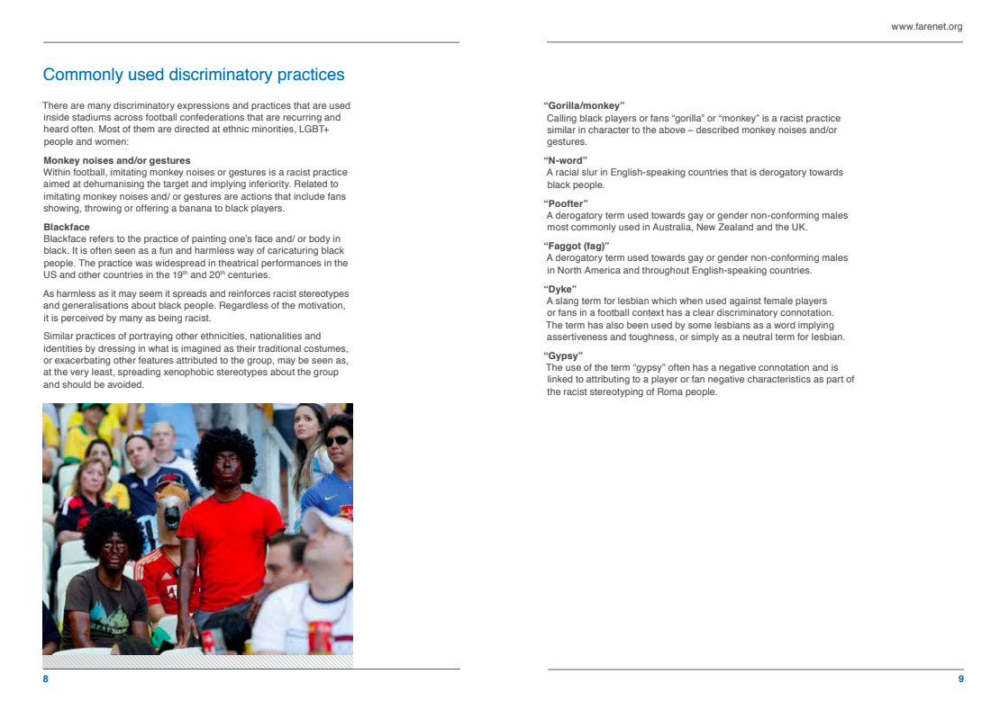 www.farenet.org
Commonly used discriminatory practices
There are many discriminatory expressions and practices that are used
inside stadiums across football confederations that are recurring and
heard often. Most of them are directed at ethnic minorities, LGBT+
people and women:
Monkey noises and/or gestures
Within football, imitating monkey noises or gestures is a racist practice
aimed at dehumanising the target and implying inferiority. Related to
imitating monkey noises and/ or gestures are actions that include fans
showing, throwing or offering a banana to black players.
Blackface
Blackface refers to the practice of painting one's face and/ or body in
black. It is often seen as a fun and harmless way of caricaturing black
people. The practice was widespread in theatrical performances in the
US and other countries in the 19th and 20th centuries.
As harmless as it may seem it spreads and reinforces racist stereotypes
and generalisations about black people. Regardless of the motivation,
it is perceived by many as being racist.
Similar practices of portraying other ethnicities, nationalities and
identities by dressing in what is imagined as their traditional costumes,
or exacerbating other features attributed to the group, may be seen as,
at the very least, spreading xenophobic stereotypes about the group
and should be avoided.
8
“Gorilla/monkey”
Calling black players or fans “gorilla” or “monkey” is a racist practice
similar in character to the above – described monkey noises and/or
gestures.
“N-word”
A racial slur in English-speaking countries that is derogatory towards
black people.
“Poofter”
A derogatory term used towards gay or gender non-conforming males
most commonly used in Australia, New Zealand and the UK.
“Faggot (fag)”
A derogatory term used towards gay or gender non-conforming males
in North America and throughout English-speaking countries.
“Dyke”
A slang term for lesbian which when used against female players
or fans in a football context has a clear discriminatory connotation.
The term has also been used by some lesbians as a word implying
assertiveness and toughness, or simply as a neutral term for lesbian.
“Gypsy”
The use of the term “gypsy” often has a negative connotation and is
linked to attributing to a player or fan negative characteristics as part of
the racist stereotyping of Roma people.
9